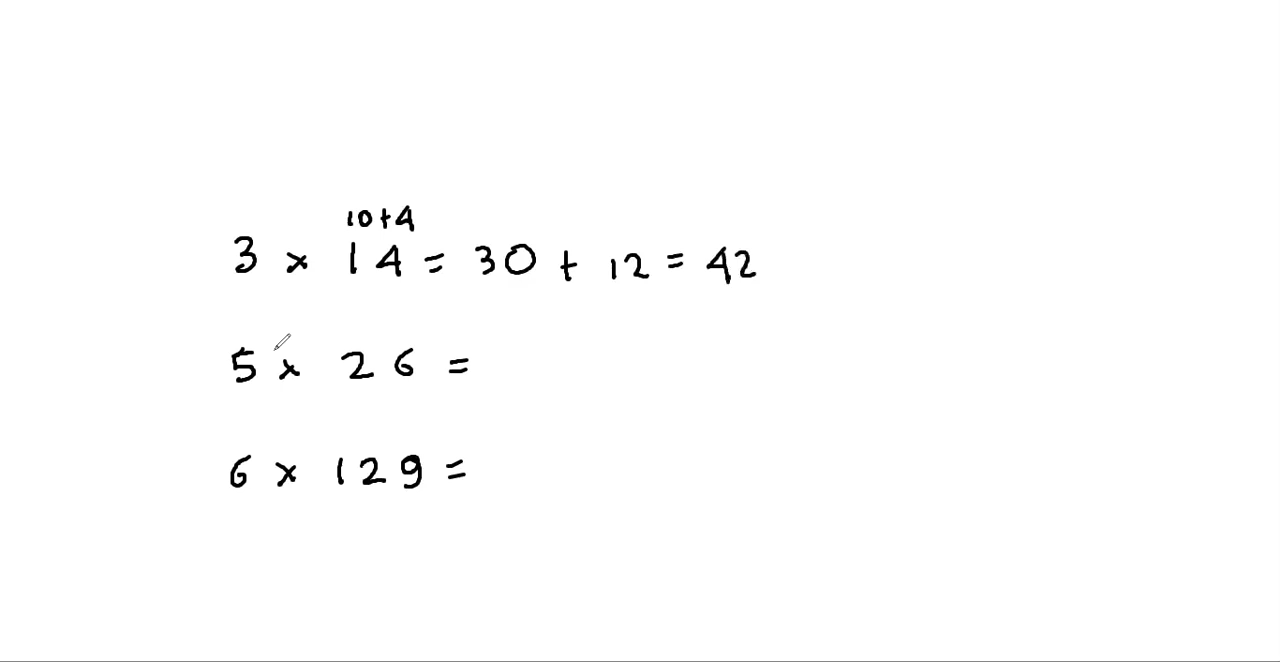 10+4
3 × 14 = 30 + 12 = 42
5 × 26 =
6 × 129 =